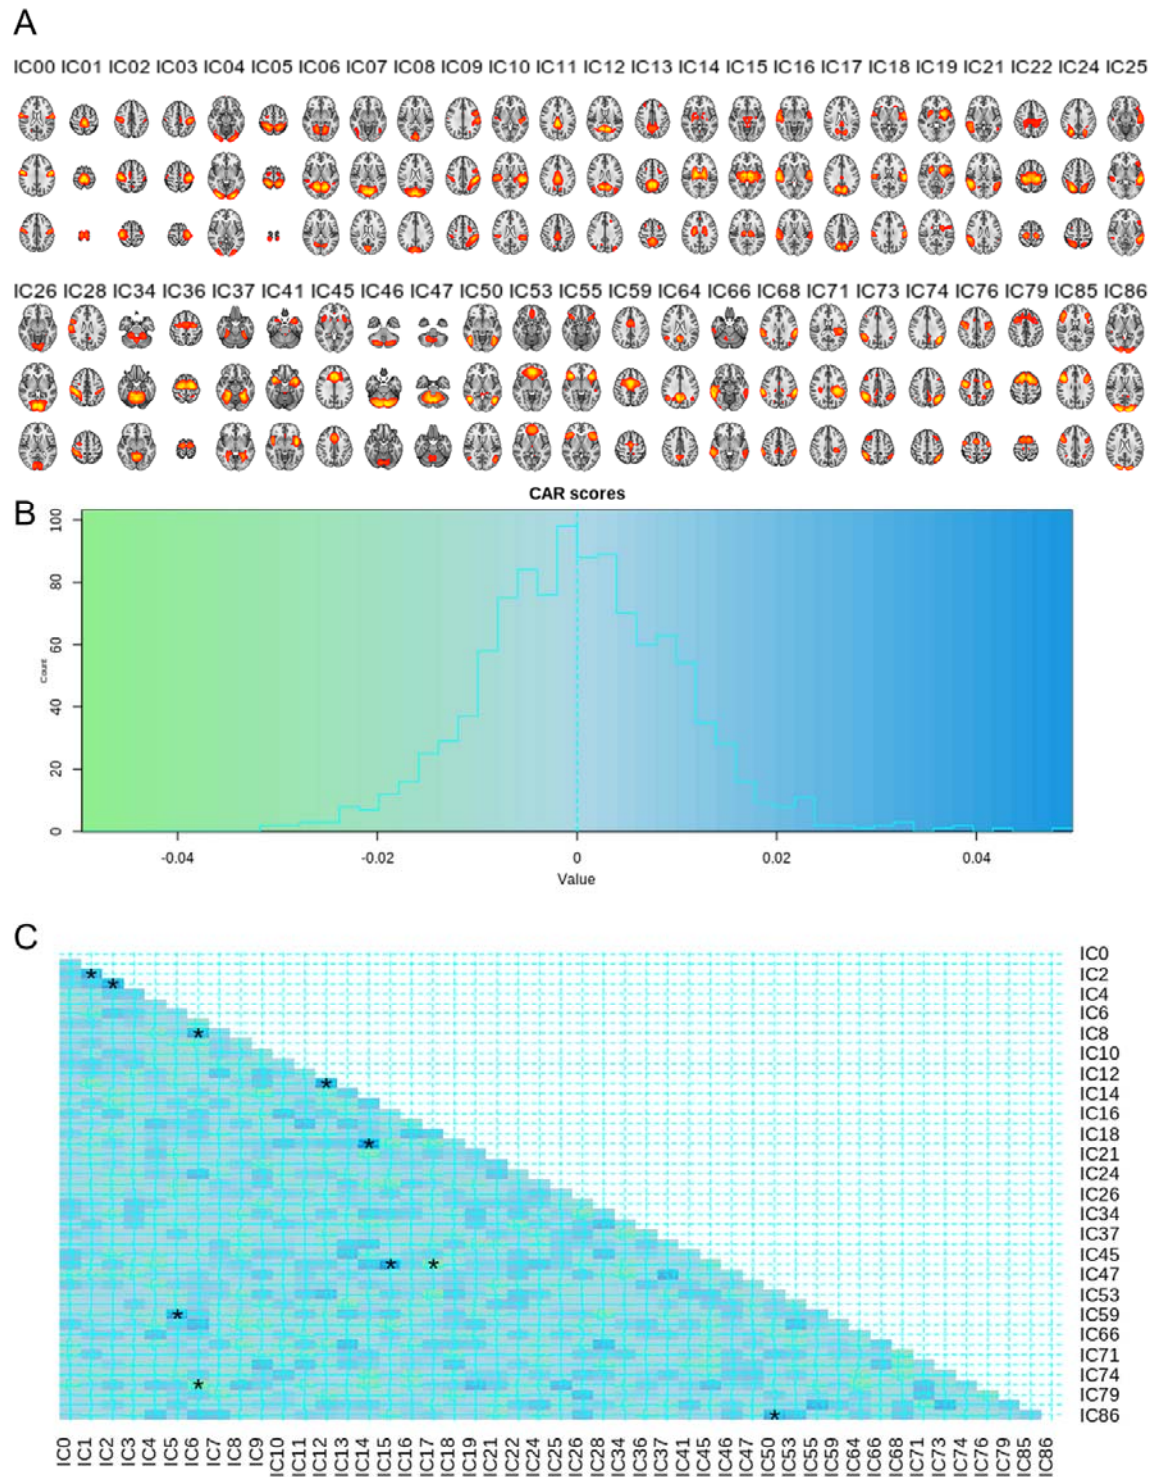 A
IC00 IC01 IC02 IC03 IC04 IC05 IC06 IC07 IC08 IC09 IC10 IC11 IC12 IC13 IC14 IC15 IC16 IC17 IC18 IC19 IC21 IC22 IC24 IC25
IC26 IC28 IC34 IC36 IC37 IC41 IC45 IC46 IC47 IC50 IC53 IC55 IC59 IC64 IC66 IC68 IC71 IC73 IC74 IC76 IC79 IC85 IC86
CAR scores
B
100
80
60
40
20
0
Count
-0.04 -0.02 0 0.02 0.04
Value
C
IC0
IC2
IC4
IC6
IC8
IC10
IC12
IC14
IC16
IC18
IC21
IC24
IC26
IC34
IC37
IC45
IC47
IC53
IC59
IC66
IC71
IC74
IC79
IC86
IC0 IC1 IC2 IC3 IC4 IC5 IC6 IC7 IC8 IC9 IC10 IC11 IC12 IC13 IC14 IC15 IC16 IC17 IC18 IC19 IC21 IC22 IC24 IC25 IC26 IC28 IC34 IC36 IC37 IC41 IC45 IC46 IC47 IC50 IC53 IC55 IC59 IC64 IC66 IC68 IC71 IC73 IC74 IC76 IC79 IC85 IC86